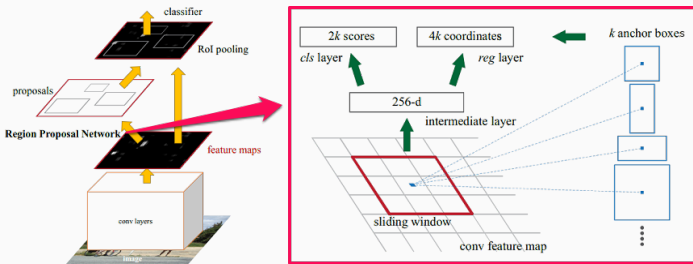 classifier
RoI pooling
proposals
Region Proposal Network
feature maps
conv layers
image
2k scores
4k coordinates
k anchor boxes
cls layer
reg layer
256-d
intermediate layer
sliding window
conv feature map